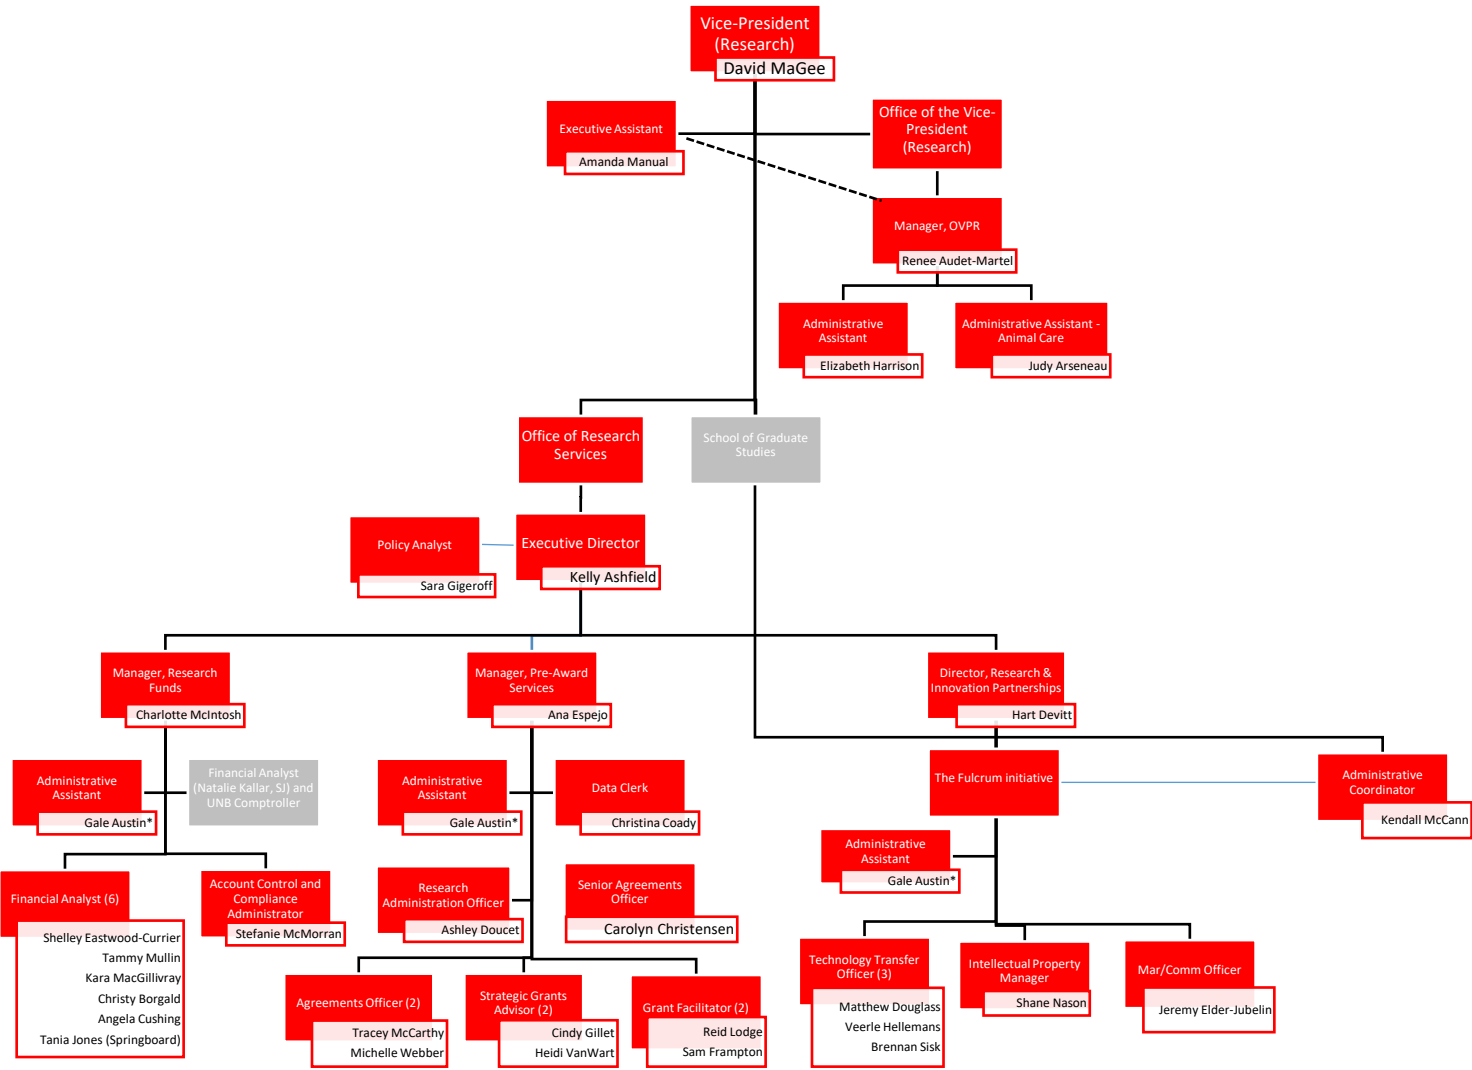 Vice-President
(Research)
David MaGee
Executive Assistant
Amanda Manual
Office of the Vice-
President
(Research)
Manager, OVPR
Renee Audet-Martel
Administrative
Assistant
Elizabeth Harrison
Administrative Assistant -
Animal Care
Judy Arseneau
Office of Research
Services
School of Graduate
Studies
Policy Analyst
Sara Gigeroff
Executive Director
Kelly Ashfield
Manager, Research
Funds
Charlotte McIntosh
Manager, Pre-Award
Services
Ana Espejo
Director, Research &
Innovation Partnerships
Hart Devitt
Administrative
Assistant
Gale Austin*
Financial Analyst
(Natalie Kallar, SJ) and
UNB Comptroller
Administrative
Assistant
Gale Austin*
Data Clerk
Christina Coady
The Fulcrum initiative
Administrative
Coordinator
Kendall McCann
Administrative
Assistant
Gale Austin*
Financial Analyst (6)
Shelley Eastwood-Currier
Tammy Mullin
Kara MacGillivray
Christy Borgald
Angela Cushing
Tania Jones (Springboard)
Account Control and
Compliance
Administrator
Stefanie McMorran
Research
Administration Officer
Ashley Doucet
Senior Agreements
Officer
Carolyn Christensen
Agreements Officer (2)
Tracey McCarthy
Michelle Webber
Strategic Grants
Advisor (2)
Cindy Gillet
Heidi VanWart
Grant Facilitator (2)
Reid Lodge
Sam Frampton
Technology Transfer
Officer (3)
Matthew Douglass
Veerle Hellemans
Brennan Sisk
Intellectual Property
Manager
Shane Nason
Mar/Comm Officer
Jeremy Elder-Jubelin